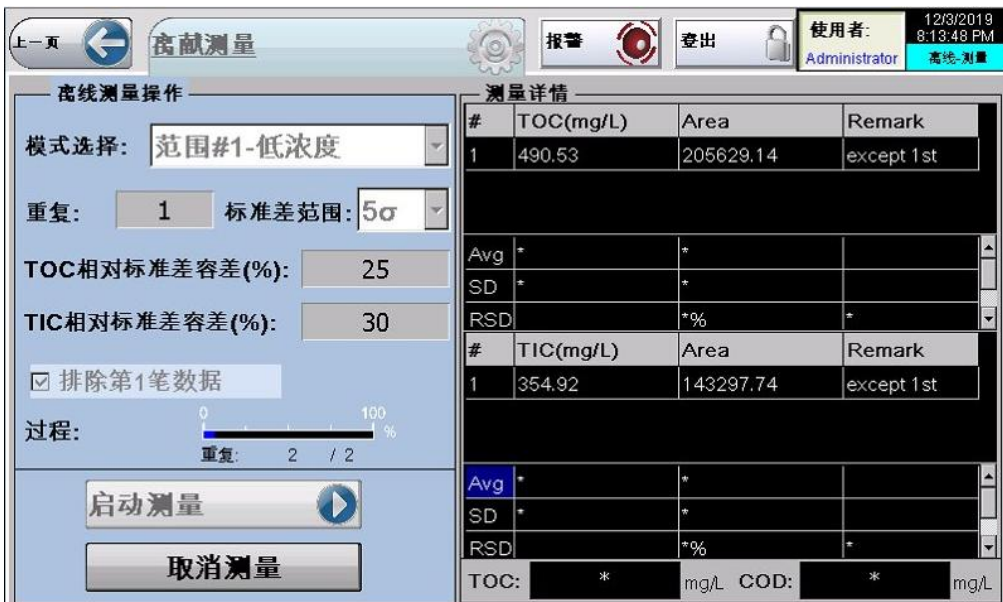 上一页
离献测量
报警
登出
使用者:
Administrator
12/3/2019
8:13:48 PM
离线-测量
离线测量操作
模式选择: 范围#1-低浓度
重复: 1 标准差范围: 5σ
TOC相对标准差容差(%): 25
TIC相对标准差容差(%): 30
排除第1笔数据
过程: 0 100 %
重复: 2 / 2
启动测量
取消测量
测量详情
# TOC(mg/L) Area Remark
1 490.53 205629.14 except 1st
Avg * *
SD * *
RSD *% *
# TIC(mg/L) Area Remark
1 354.92 143297.74 except 1st
Avg * *
SD * *
RSD *% *
TOC: * mg/L COD: * mg/L